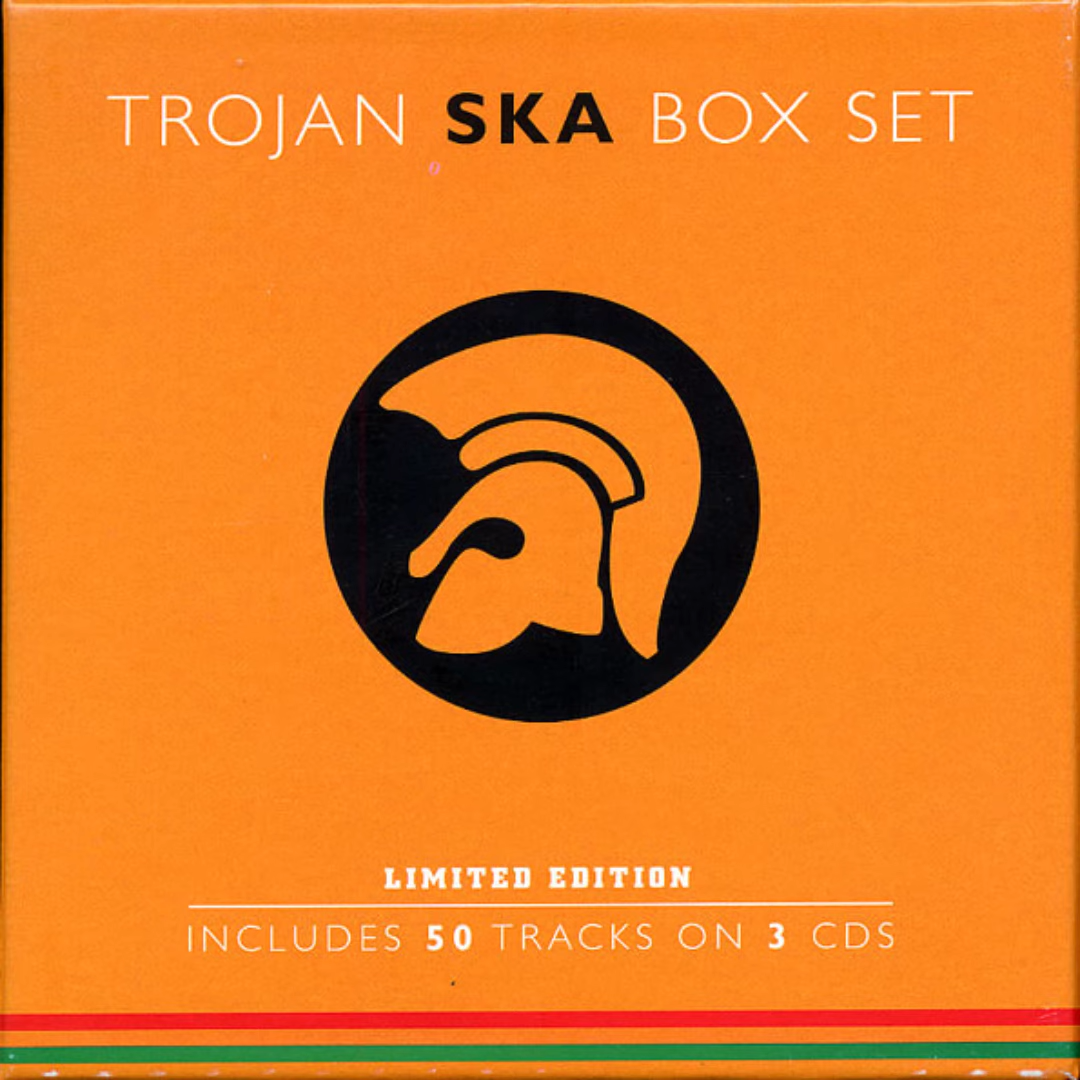 TROJAN SKA BOX SET
LIMITED EDITION
INCLUDES 50 TRACKS ON 3 CDS